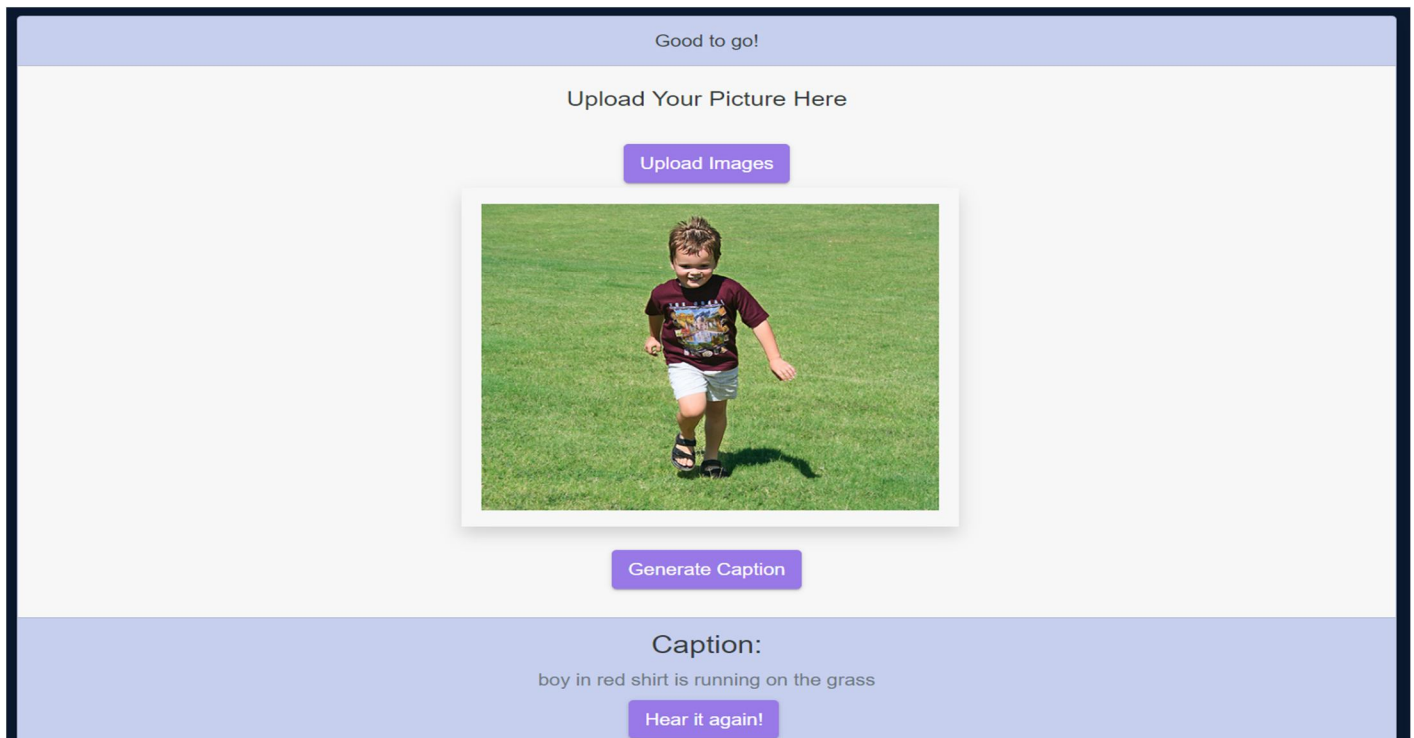 Good to go!
Upload Your Picture Here
Upload Images
Generate Caption
Caption:
boy in red shirt is running on the grass
Hear it again!